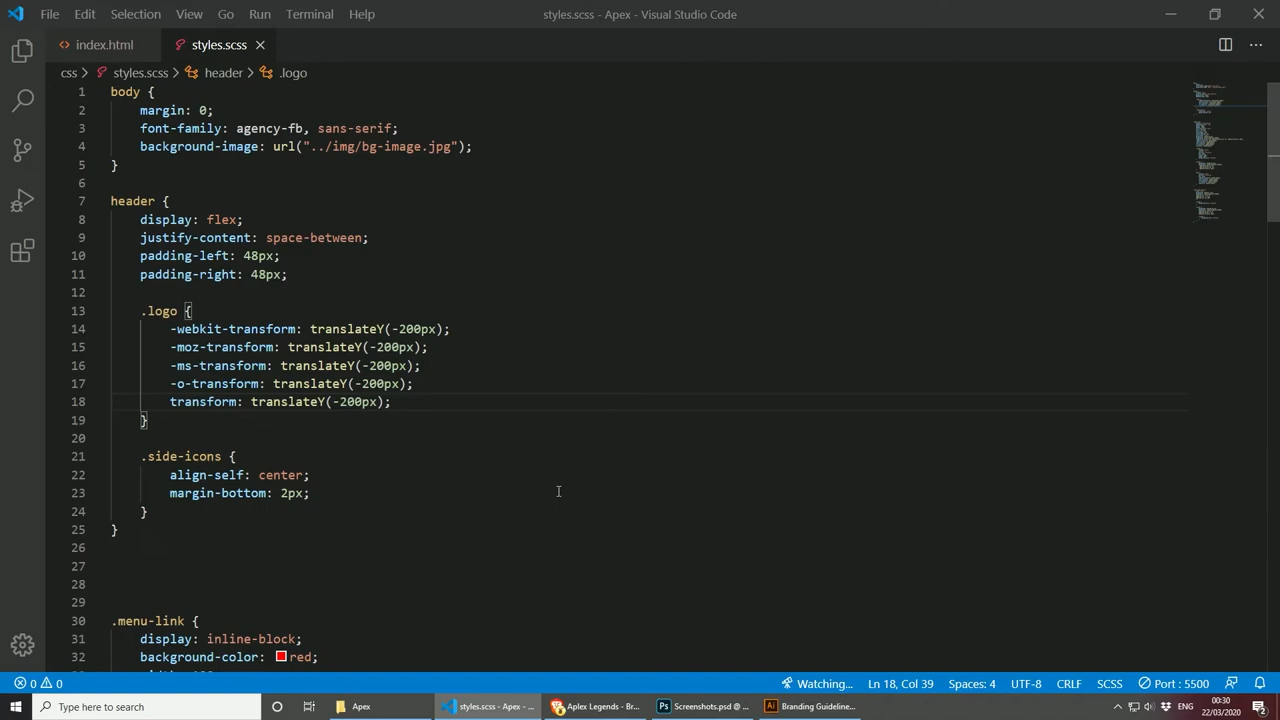 File Edit Selection View Go Run Terminal Help styles.scss - Apex - Visual Studio Code
index.html styles.scss
css styles.scss header .logo
1 body {
2 margin: 0;
3 font-family: agency-fb, sans-serif;
4 background-image: url("../img/bg-image.jpg");
5 }
6
7 header {
8 display: flex;
9 justify-content: space-between;
10 padding-left: 48px;
11 padding-right: 48px;
12
13 .logo {
14 -webkit-transform: translateY(-200px);
15 -moz-transform: translateY(-200px);
16 -ms-transform: translateY(-200px);
17 -o-transform: translateY(-200px);
18 transform: translateY(-200px);
19 }
20
21 .side-icons {
22 align-self: center;
23 margin-bottom: 2px;
24 }
25 }
26
27
28
29
30 .menu-link {
31 display: inline-block;
32 background-color: red;
0 0 Watching... Ln 18, Col 39 Spaces: 4 UTF-8 CRLF SCSS Port : 5500
Type here to search Apex styles.scss - Apex - ... Aplex Legends - Br... Screenshots.psd @ ... Branding Guideline... ENG 00:30
22/03/2020